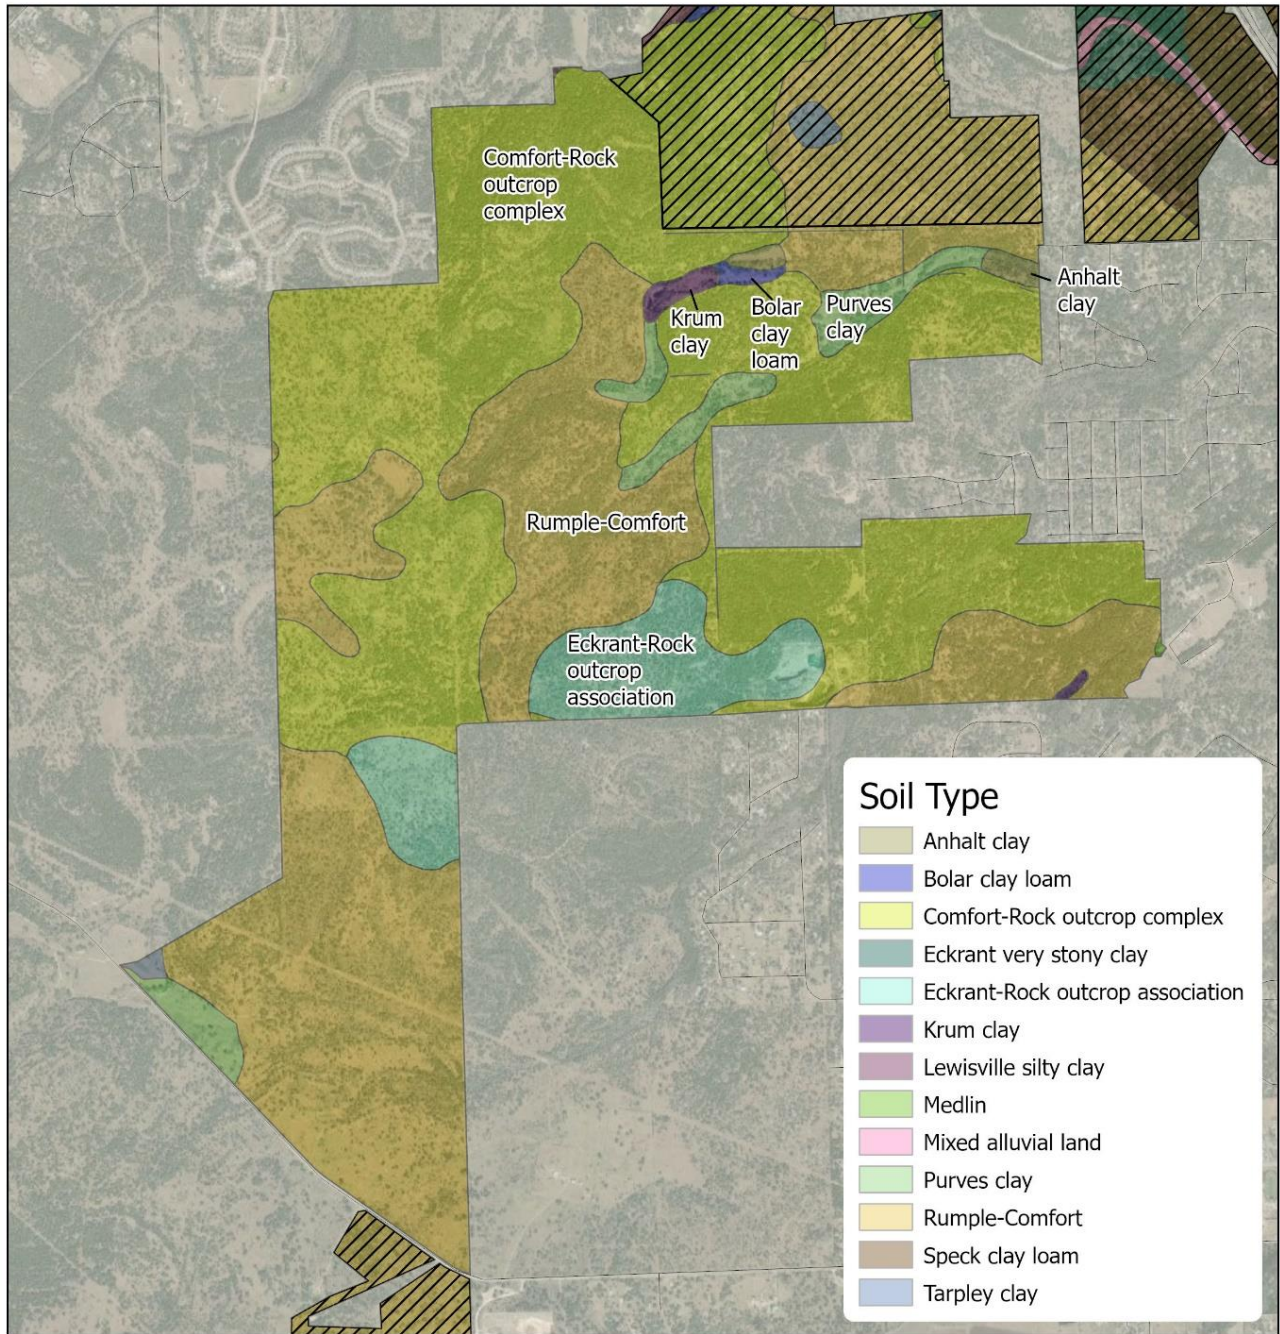 Comfort-Rock
outcrop
complex
Anhalt
clay
Krum
clay
Bolar
clay
loam
Purves
clay
Rumple-Comfort
Eckrant-Rock
outcrop
association
Soil Type
Anhalt clay
Bolar clay loam
Comfort-Rock outcrop complex
Eckrant very stony clay
Eckrant-Rock outcrop association
Krum clay
Lewisville silty clay
Medlin
Mixed alluvial land
Purves clay
Rumple-Comfort
Speck clay loam
Tarpley clay